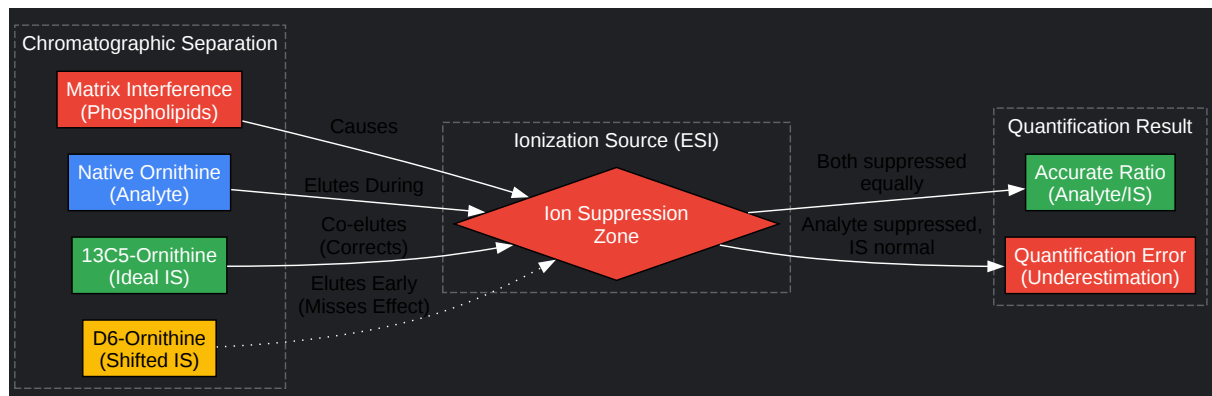 Chromatographic Separation
Matrix Interference
(Phospholipids)
Native Ornithine
(Analyte)
13C5-Ornithine
(Ideal IS)
D6-Ornithine
(Shifted IS)
Causes
Elutes During
Co-elutes
(Corrects)
Elutes Early
(Misses Effect)
Ionization Source (ESI)
Ion Suppression
Zone
Both suppressed
equally
Analyte suppressed,
IS normal
Quantification Result
Accurate Ratio
(Analyte/IS)
Quantification Error
(Underestimation)